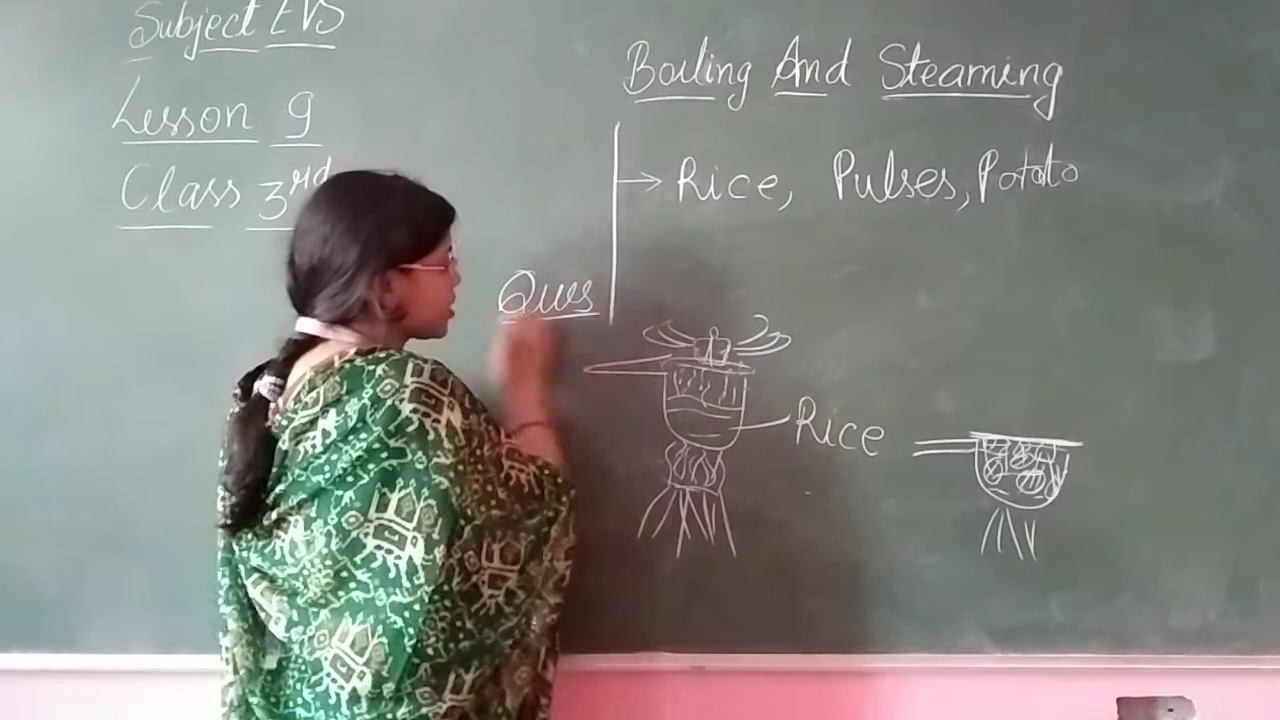 Subject EVS
Lesson 9
Class 3rd
Boiling And Steaming
Rice, Pulses, Potato
Ques
Rice